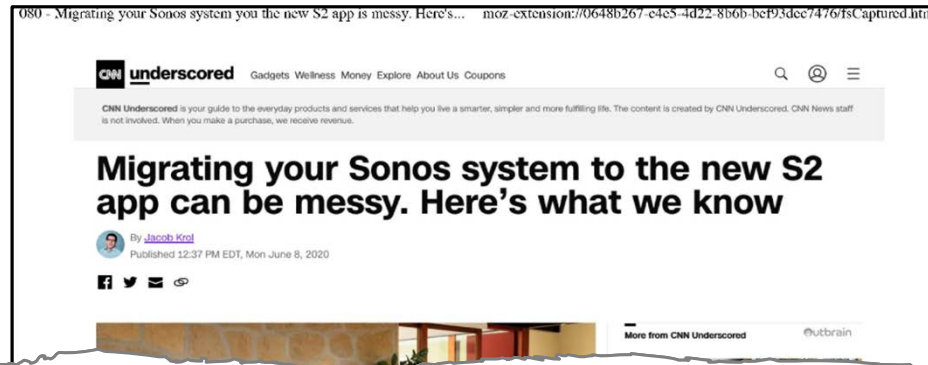 080 - Migrating your Sonos system you the new S2 app is messy. Here's... moz-extension://0648b267-e4e5-4d22-8b6b-bef93dec7476/fsCaptured.htm
CNN underscored Gadgets Wellness Money Explore About Us Coupons
CNN Underscored is your guide to the everyday products and services that help you live a smarter, simpler and more fulfilling life. The content is created by CNN Underscored. CNN News staff
is not involved. When you make a purchase, we receive revenue.
Migrating your Sonos system to the new S2
app can be messy. Here's what we know
By Jacob Krol
Published 12:37 PM EDT, Mon June 8, 2020
More from CNN Underscored
Outbrain